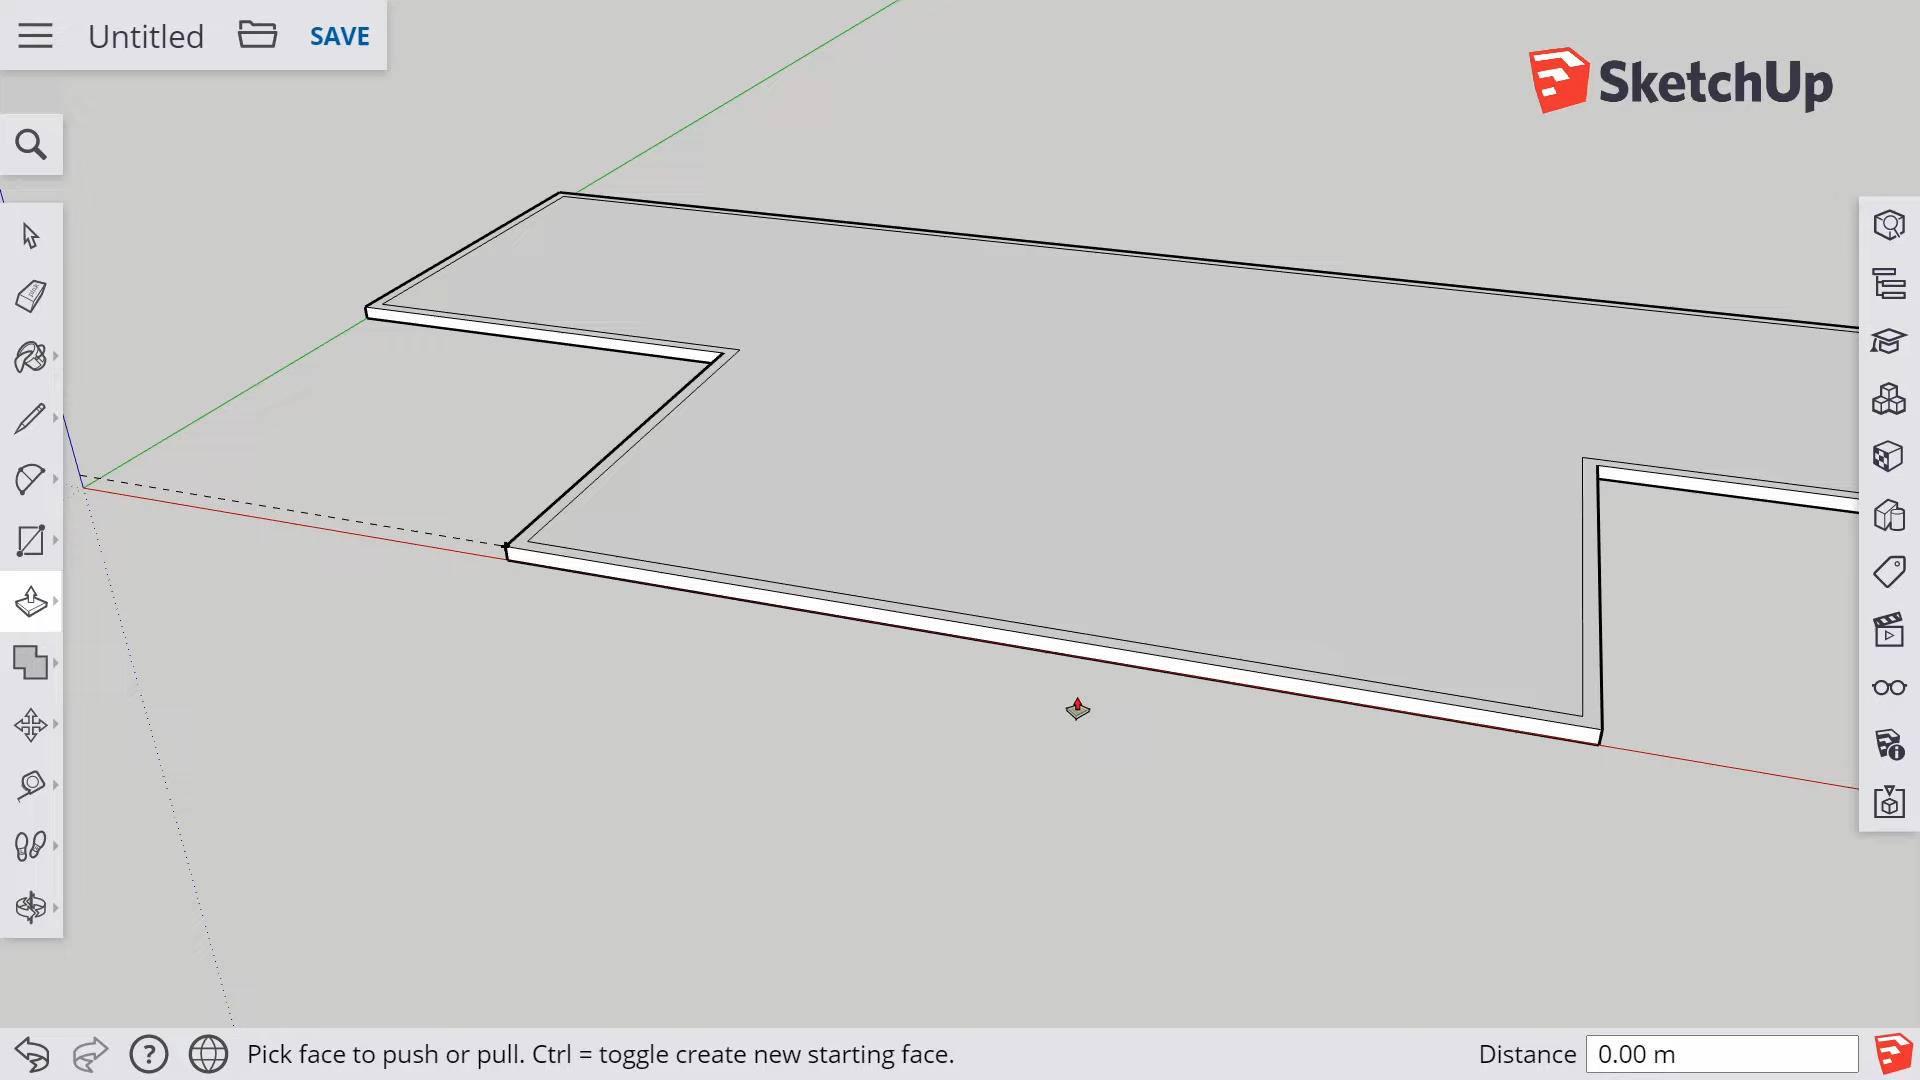 Untitled
SAVE
SketchUp
Pick face to push or pull. Ctrl = toggle create new starting face.
Distance
0.00 m